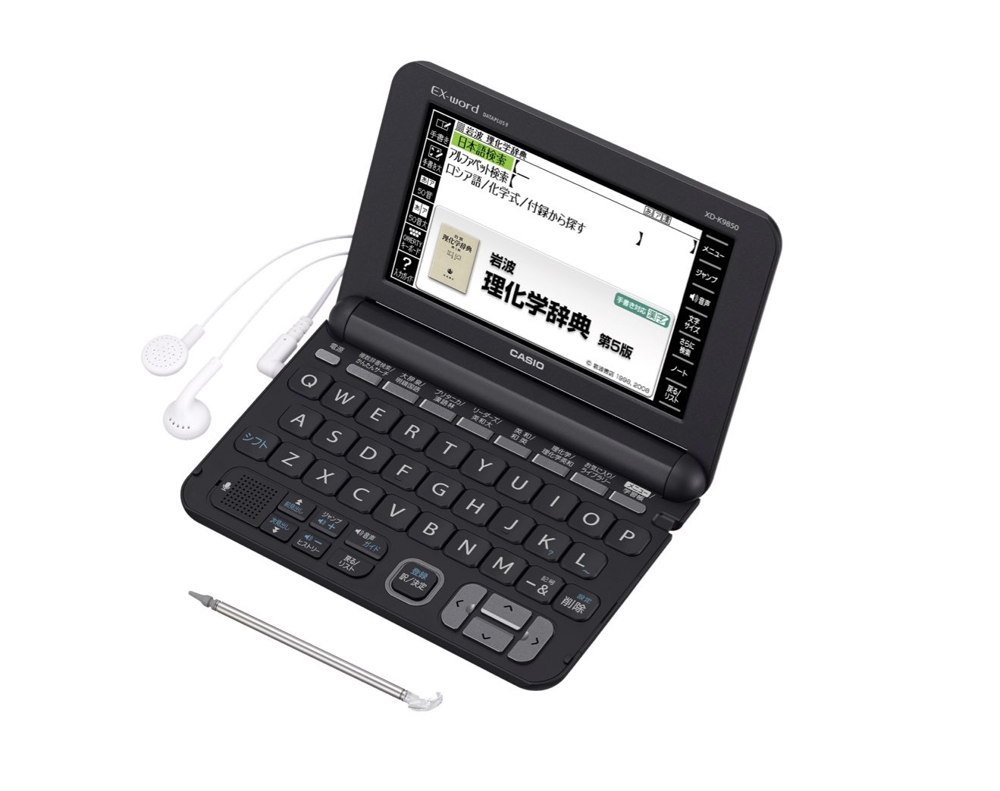 EX-word DATAPLUS9
XD-K9850
手書き
手書き大
50音
50音大
QWERTY
キーボード
?
入力ガイド
岩波 理化学辞典
日本語検索【
アルファベット検索【
ロシア語/化学式/付録から探す
あ ア 漢
】
】
理化学辞典
岩波
理化学辞典 第5版
手書き対応 漢字
© 岩波書店 1998, 2008
メニュー
ジャンプ
音声
文字
サイズ
さらに
検索
ノート
戻る/
リスト
CASIO
電源
複数辞書検索/
かんたんサーチ
大辞泉/
明鏡国語
ブリタニカ/
漢語林
リーダーズ/
英和大
英和/
和英
理化学/
理化学英和
お気に入り/
ライブラリー
メニュー/
学習帳
Q W E R T Y U I O P
A S D F G H J K ? L ~
シフト Z X C V B N M
記号
-&
設定
削除
前見出し
次見出し
ジャンプ
+
−
ヒストリー
音声
ガイド
戻る/
リスト
登録
訳/決定